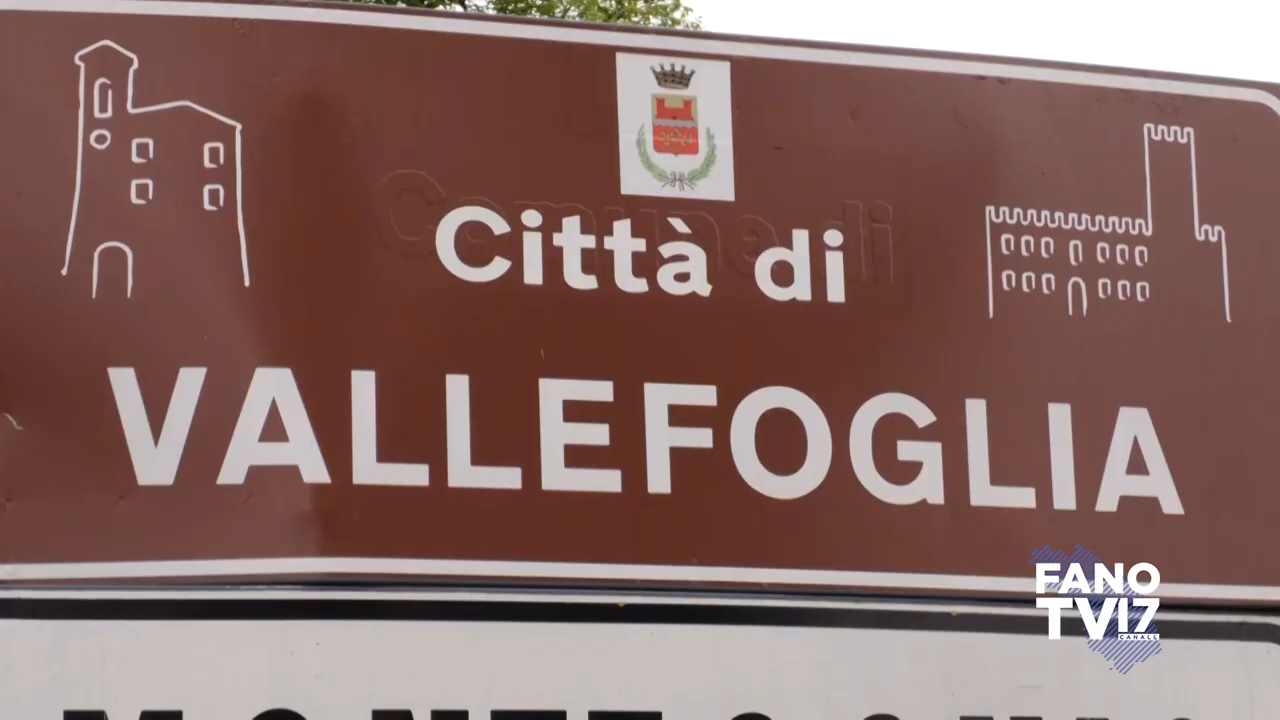 Comune di
Città di
VALLEFOGLIA
FANO
TV17
CANALE